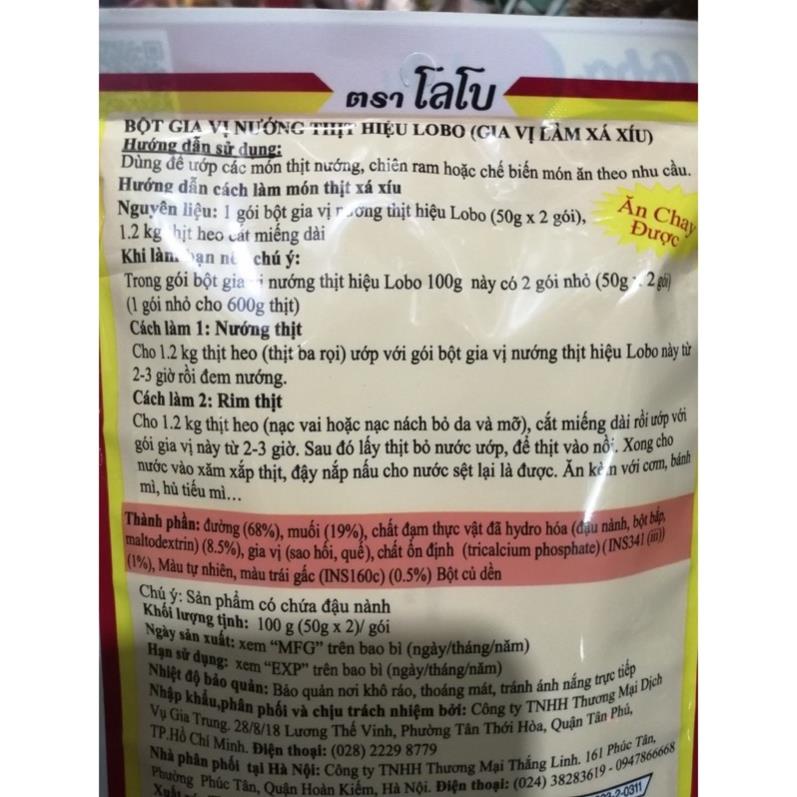 ตรา โลโบ
BỘT GIA VỊ NƯỚNG THỊT HIỆU LOBO (GIA VỊ LÀM XÁ XÍU)
Hướng dẫn sử dụng:
Dùng để ướp các món thịt nướng, chiên ram hoặc chế biến món ăn theo nhu cầu.
Hướng dẫn cách làm món thịt xá xíu
Nguyên liệu: 1 gói bột gia vị nướng thịt hiệu Lobo (50g x 2 gói),
1.2 kg thịt heo cắt miếng dài
Ăn Chay
Được
Khi làm bạn nên chú ý:
Trong gói bột gia vị nướng thịt hiệu Lobo 100g này có 2 gói nhỏ (50g x 2 gói)
(1 gói nhỏ cho 600g thịt)
Cách làm 1: Nướng thịt
Cho 1.2 kg thịt heo (thịt ba rọi) ướp với gói bột gia vị nướng thịt hiệu Lobo này từ
2-3 giờ rồi đem nướng.
Cách làm 2: Rim thịt
Cho 1.2 kg thịt heo (nạc vai hoặc nạc nách bỏ da và mỡ), cắt miếng dài rồi ướp với
gói gia vị này từ 2-3 giờ. Sau đó lấy thịt bỏ nước ướp, để thịt vào nồi. Xong cho
nước vào xăm xắp thịt, đậy nắp nấu cho nước sệt lại là được. Ăn kèm với cơm, bánh
mì, hủ tiếu mì...
Thành phần: đường (68%), muối (19%), chất đạm thực vật đã hydro hóa (đậu nành, bột bắp,
maltodextrin) (8.5%), gia vị (sao hồi, quế), chất ổn định (tricalcium phosphate) (INS341 (iii))
(1%), Màu tự nhiên, màu trái gấc (INS160c) (0.5%) Bột củ dền
Chú ý: Sản phẩm có chứa đậu nành
Khối lượng tịnh: 100 g (50g x 2)/ gói
Ngày sản xuất: xem “MFG” trên bao bì (ngày/tháng/năm)
Hạn sử dụng: xem “EXP” trên bao bì (ngày/tháng/năm)
Nhiệt độ bảo quản: Bảo quản nơi khô ráo, thoáng mát, tránh ánh nắng trực tiếp
Nhập khẩu,phân phối và chịu trách nhiệm bởi: Công ty TNHH Thương Mại Dịch
Vụ Gia Trung. 28/8/18 Lương Thế Vinh, Phường Tân Thới Hòa, Quận Tân Phú,
TP.Hồ Chí Minh. Điện thoại: (028) 2229 8779
Nhà phân phối tại Hà Nội: Công ty TNHH Thương Mại Thắng Linh. 161 Phúc Tân,
Phường Phúc Tân, Quận Hoàn Kiếm, Hà Nội. Điện thoại: (024) 38283619 - 0947866668